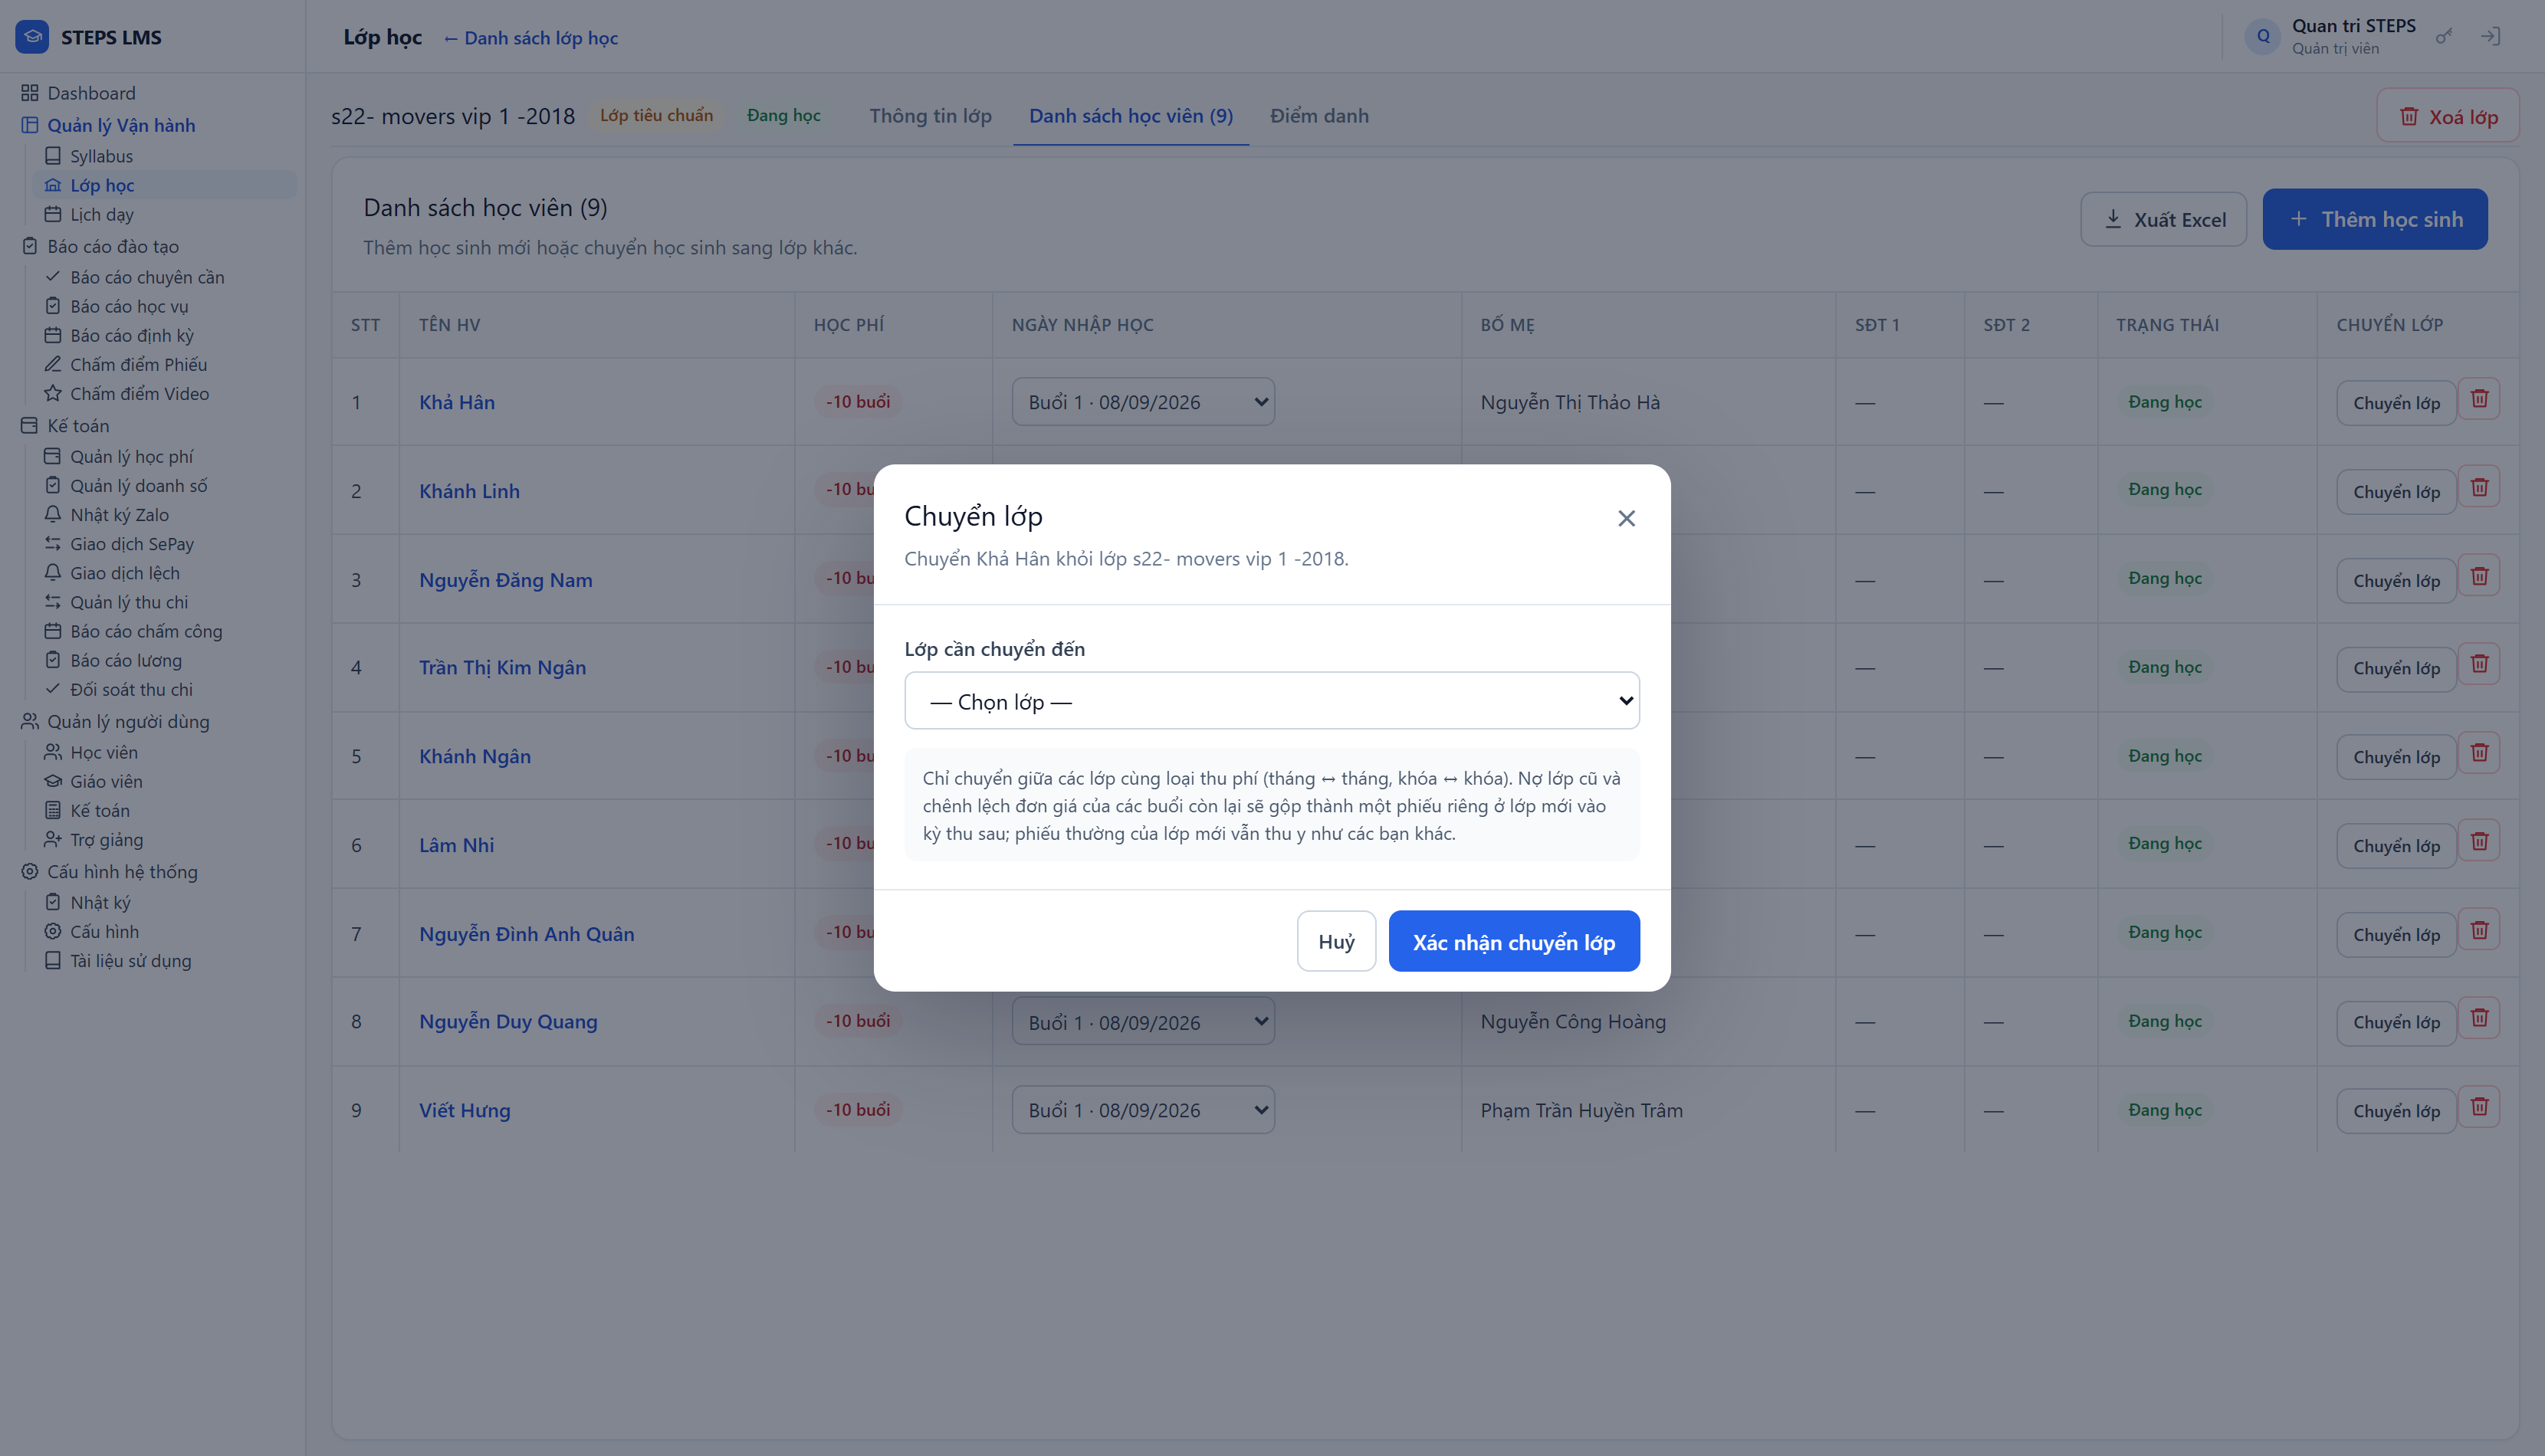 STEPS LMS
Lớp học ← Danh sách lớp học
Q
Quan tri STEPS
Quản trị viên
Dashboard
Quản lý Vận hành
Syllabus
Lớp học
Lịch dạy
Báo cáo đào tạo
Báo cáo chuyên cần
Báo cáo học vụ
Báo cáo định kỳ
Chấm điểm Phiếu
Chấm điểm Video
Kế toán
Quản lý học phí
Quản lý doanh số
Nhật ký Zalo
Giao dịch SePay
Giao dịch lệch
Quản lý thu chi
Báo cáo chấm công
Báo cáo lương
Đối soát thu chi
Quản lý người dùng
Học viên
Giáo viên
Kế toán
Trợ giảng
Cấu hình hệ thống
Nhật ký
Cấu hình
Tài liệu sử dụng
s22- movers vip 1 -2018 Lớp tiêu chuẩn Đang học Thông tin lớp Danh sách học viên (9) Điểm danh Xoá lớp
Danh sách học viên (9)
Thêm học sinh mới hoặc chuyển học sinh sang lớp khác.
Xuất Excel + Thêm học sinh
STT TÊN HV HỌC PHÍ NGÀY NHẬP HỌC BỐ MẸ SĐT 1 SĐT 2 TRẠNG THÁI CHUYỂN LỚP
1 Khả Hân -10 buổi Buổi 1 · 08/09/2026 Nguyễn Thị Thảo Hà — — Đang học Chuyển lớp
2 Khánh Linh -10 bu — — Đang học Chuyển lớp
3 Nguyễn Đăng Nam -10 bu — — Đang học Chuyển lớp
4 Trần Thị Kim Ngân -10 bu — — Đang học Chuyển lớp
5 Khánh Ngân -10 bu — — Đang học Chuyển lớp
6 Lâm Nhi -10 bu — — Đang học Chuyển lớp
7 Nguyễn Đình Anh Quân -10 bu — — Đang học Chuyển lớp
8 Nguyễn Duy Quang -10 buổi Buổi 1 · 08/09/2026 Nguyễn Công Hoàng — — Đang học Chuyển lớp
9 Viết Hưng -10 buổi Buổi 1 · 08/09/2026 Phạm Trần Huyền Trâm — — Đang học Chuyển lớp
Chuyển lớp
Chuyển Khả Hân khỏi lớp s22- movers vip 1 -2018.
Lớp cần chuyển đến
— Chọn lớp —
Chỉ chuyển giữa các lớp cùng loại thu phí (tháng ↔ tháng, khóa ↔ khóa). Nợ lớp cũ và
chênh lệch đơn giá của các buổi còn lại sẽ gộp thành một phiếu riêng ở lớp mới vào
kỳ thu sau; phiếu thường của lớp mới vẫn thu y như các bạn khác.
Huỷ Xác nhận chuyển lớp